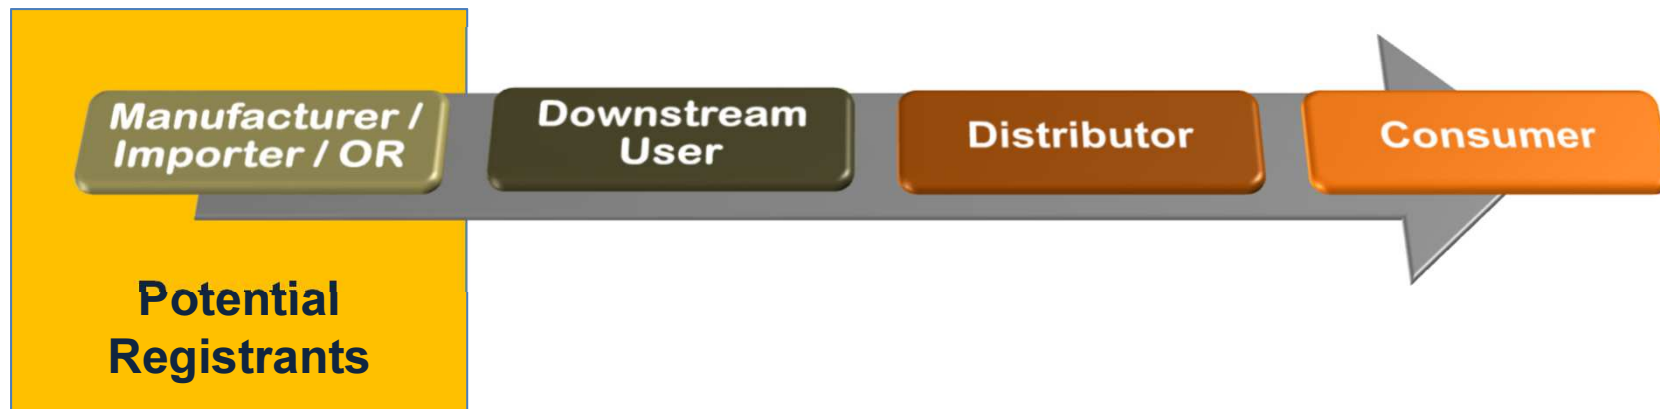 Manufacturer /
Importer / OR
Downstream
User
Distributor
Consumer
Potential
Registrants